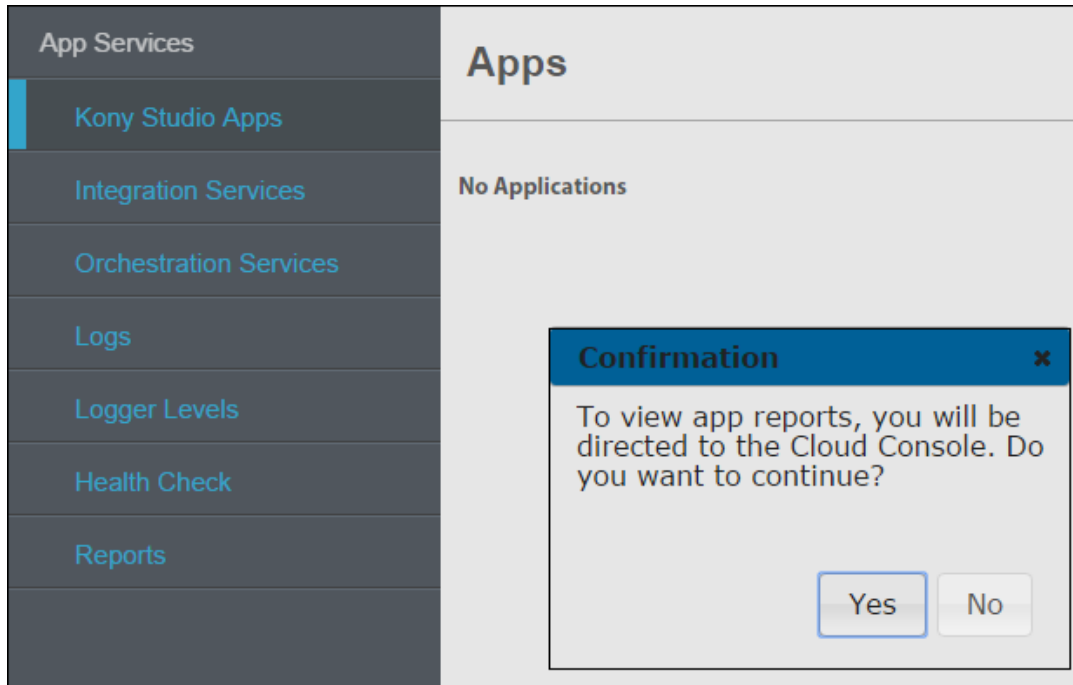 App Services
Kony Studio Apps
Integration Services
Orchestration Services
Logs
Logger Levels
Health Check
Reports
Apps
No Applications
Confirmation
To view app reports, you will be
directed to the Cloud Console. Do
you want to continue?
Yes
No